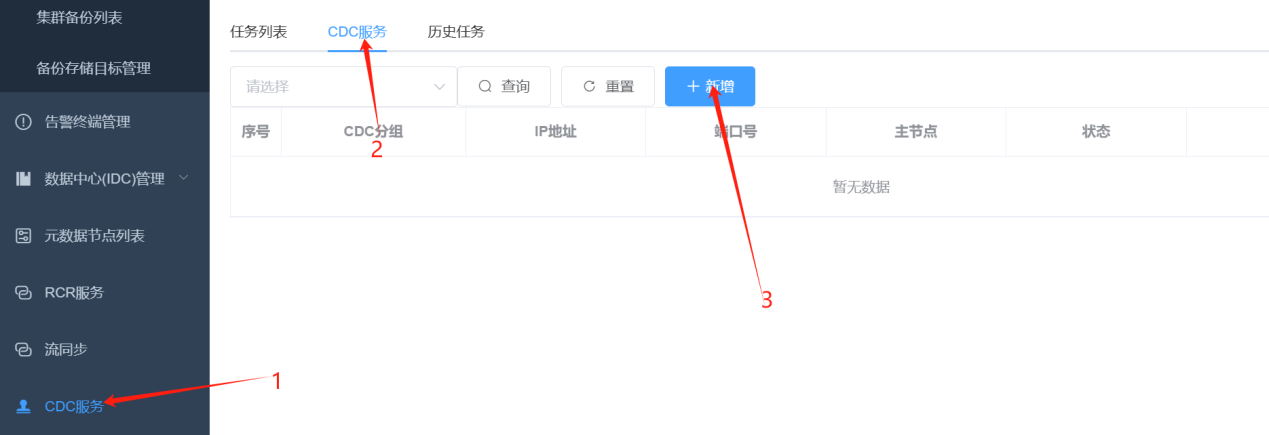 集群备份列表
备份存储目标管理
告警终端管理
数据中心(IDC)管理
元数据节点列表
RCR服务
流同步
CDC服务
1
任务列表 CDC服务 历史任务
请选择 查询 重置 + 新增
序号 CDC分组 IP地址 端口号 主节点 状态
2
暂无数据
3